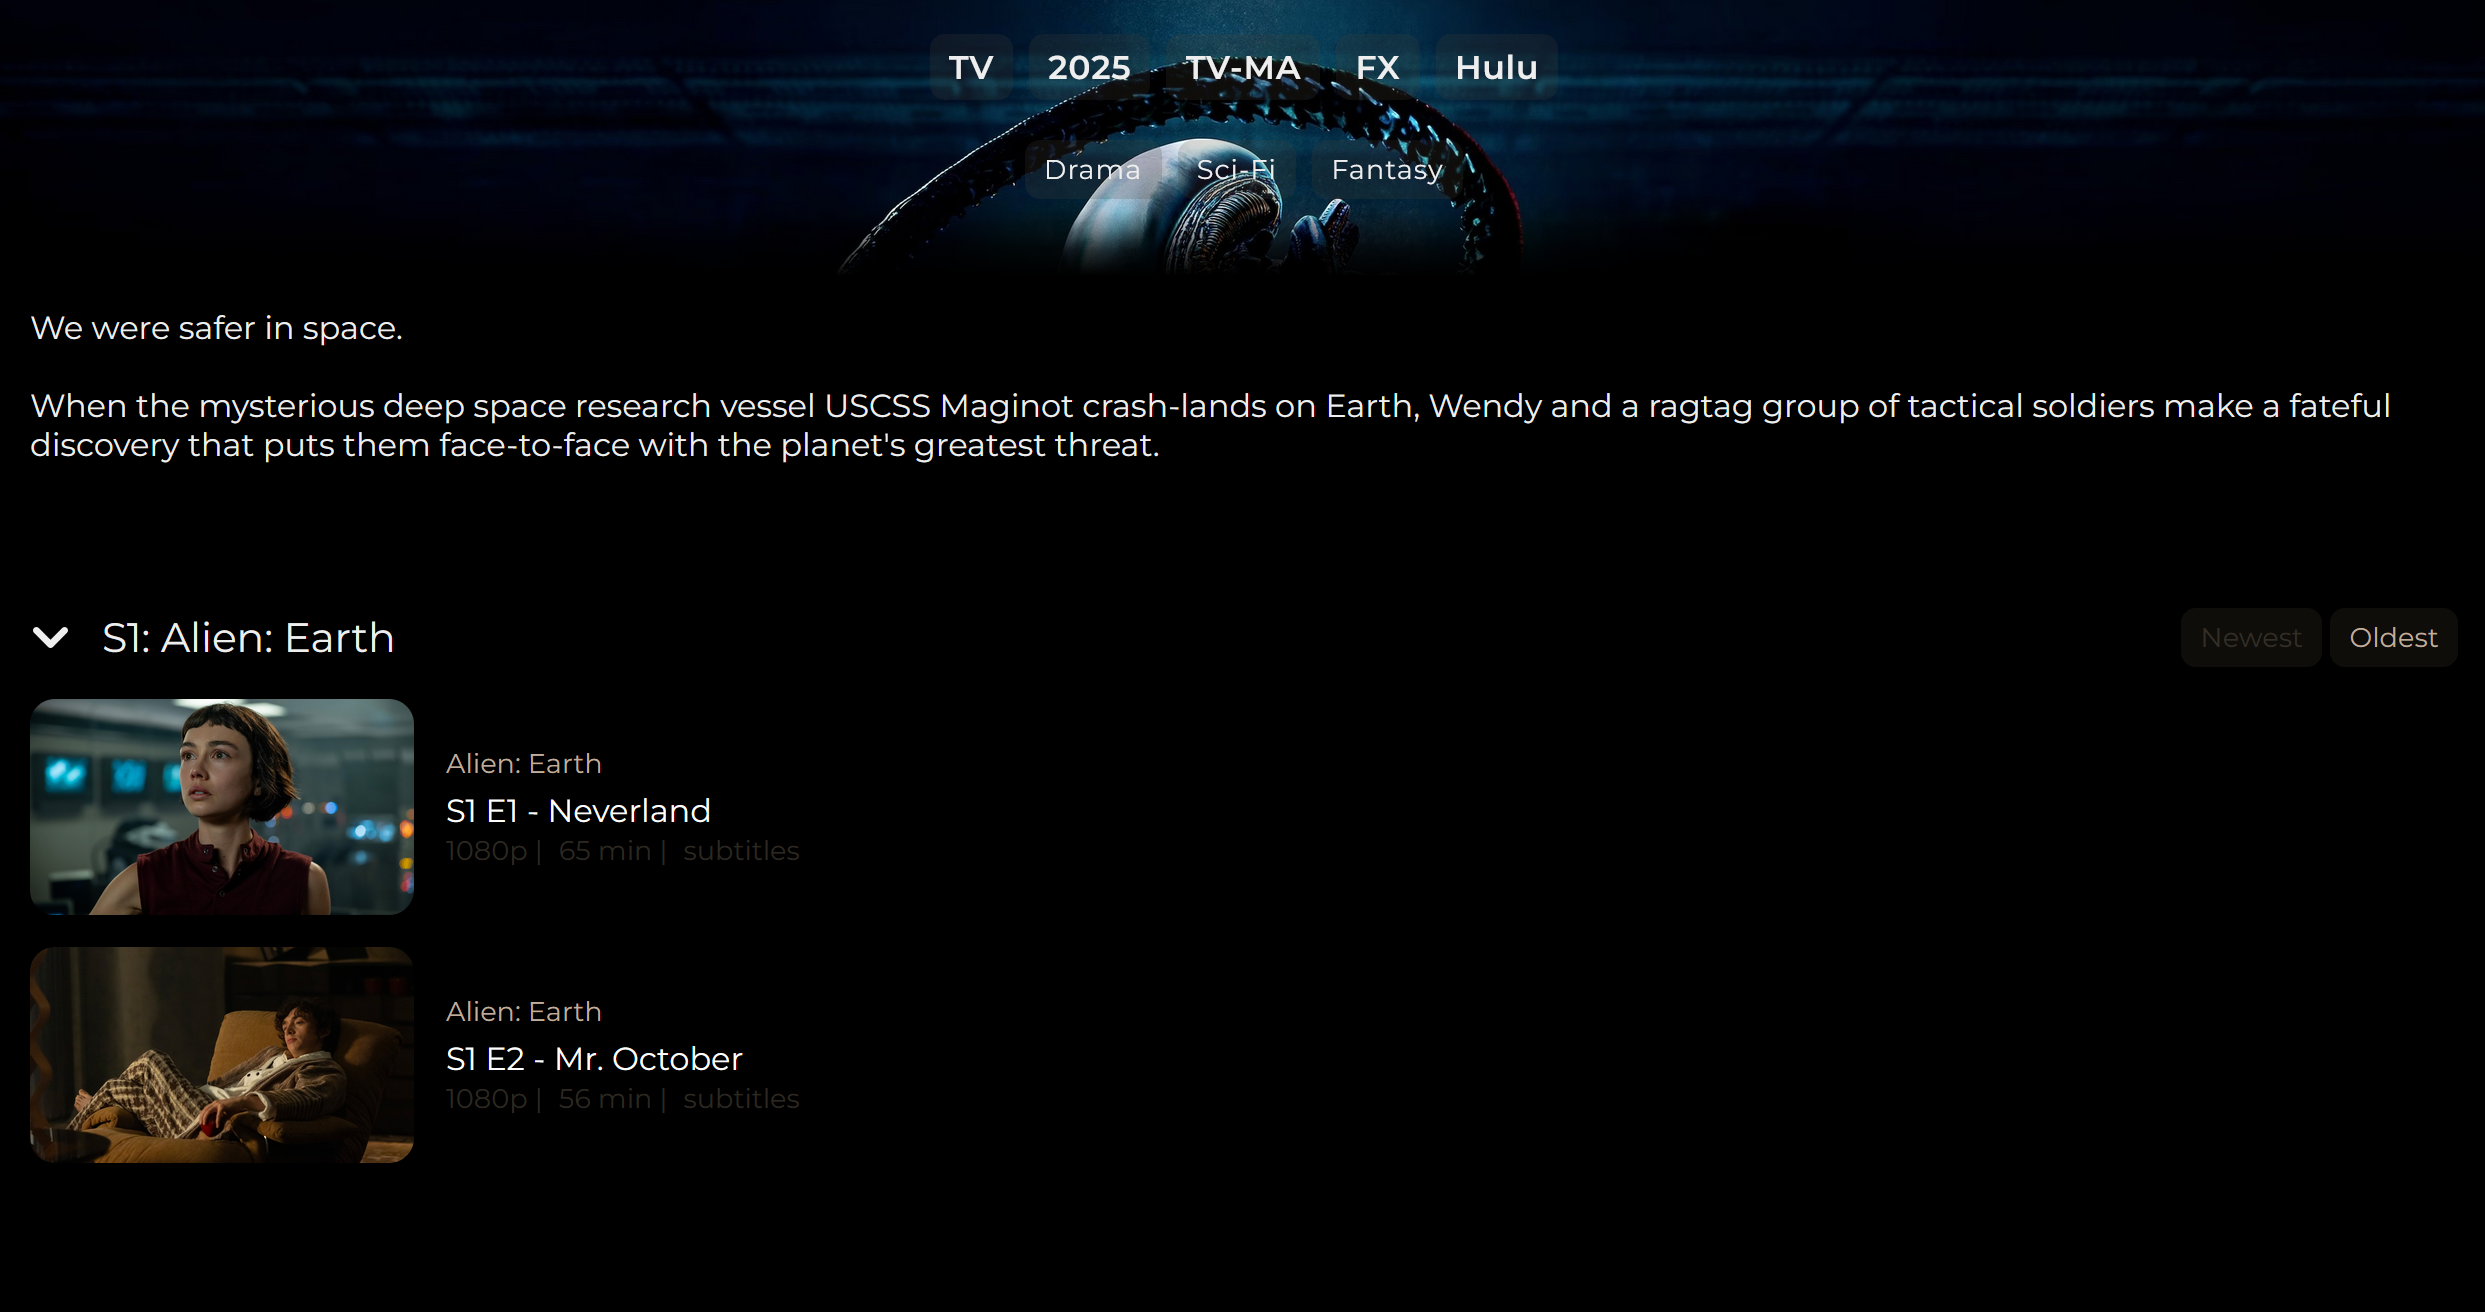 TV 2025 TV-MA FX Hulu
Drama Sci-Fi Fantasy
We were safer in space.
When the mysterious deep space research vessel USCSS Maginot crash-lands on Earth, Wendy and a ragtag group of tactical soldiers make a fateful
discovery that puts them face-to-face with the planet's greatest threat.
S1: Alien: Earth
Newest Oldest
Alien: Earth
S1 E1 - Neverland
1080p | 65 min | subtitles
Alien: Earth
S1 E2 - Mr. October
1080p | 56 min | subtitles